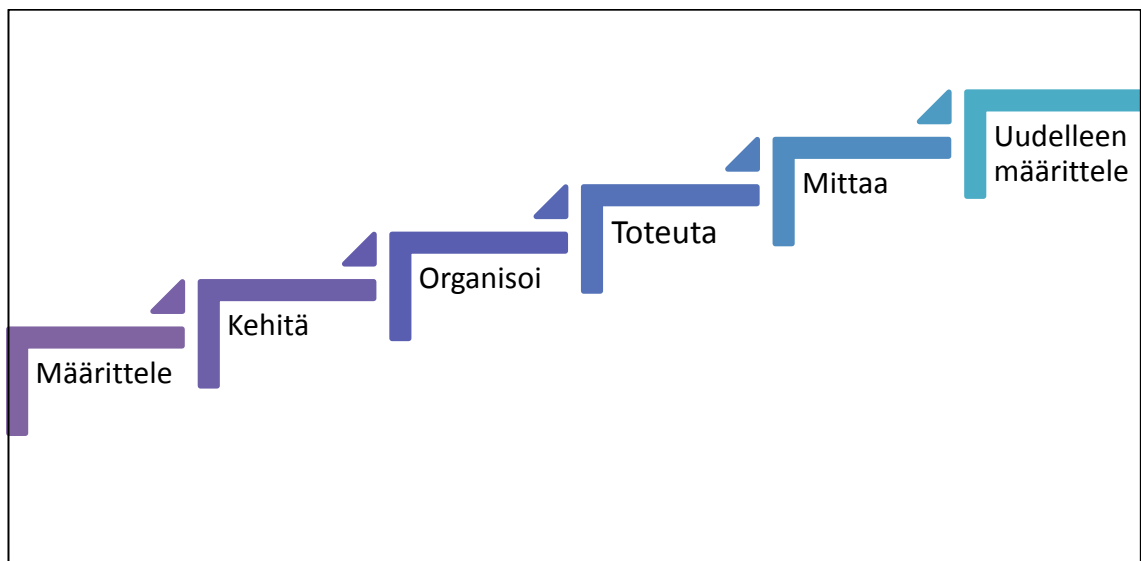 Määrittele
Kehitä
Organisoi
Toteuta
Mittaa
Uudelleen
määrittele